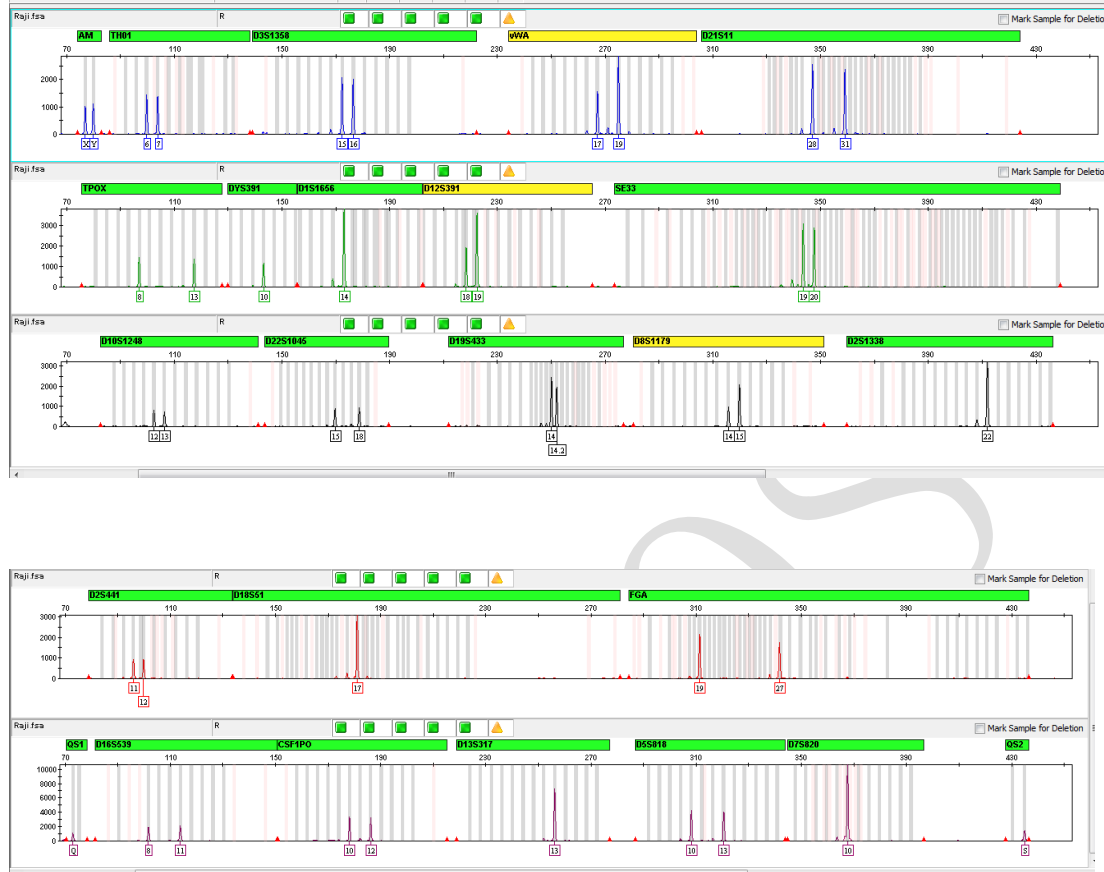 Raji.fsa R Mark Sample for Deletio
AM TH01 D3S1358 vWA D21S11
70 110 150 190 230 270 310 350 390 430
2000
1000
0
X Y 6 7 15 16 17 19 28 31
Raji.fsa R Mark Sample for Deletio
TPOX DYS391 D1S1656 D12S391 SE33
70 110 150 190 230 270 310 350 390 430
3000
2000
1000
0
8 13 10 14 18 19 19 20
Raji.fsa R Mark Sample for Deletio
D10S1248 D22S1045 D19S433 D8S1179 D2S1338
70 110 150 190 230 270 310 350 390 430
3000
2000
1000
0
12 13 15 18 14 14 15 22
14.2
Raji.fsa R Mark Sample for Deletion
D2S441 D18S51 FGA
70 110 150 190 230 270 310 350 390 430
3000
2000
1000
0
11 17 19 27
12
Raji.fsa R Mark Sample for Deletion
QS1 D16S539 CSF1PO D13S317 D5S818 D7S820 QS2
70 110 150 190 230 270 310 350 390 430
10000
8000
6000
4000
2000
0
Q 8 11 10 12 13 10 13 10 S